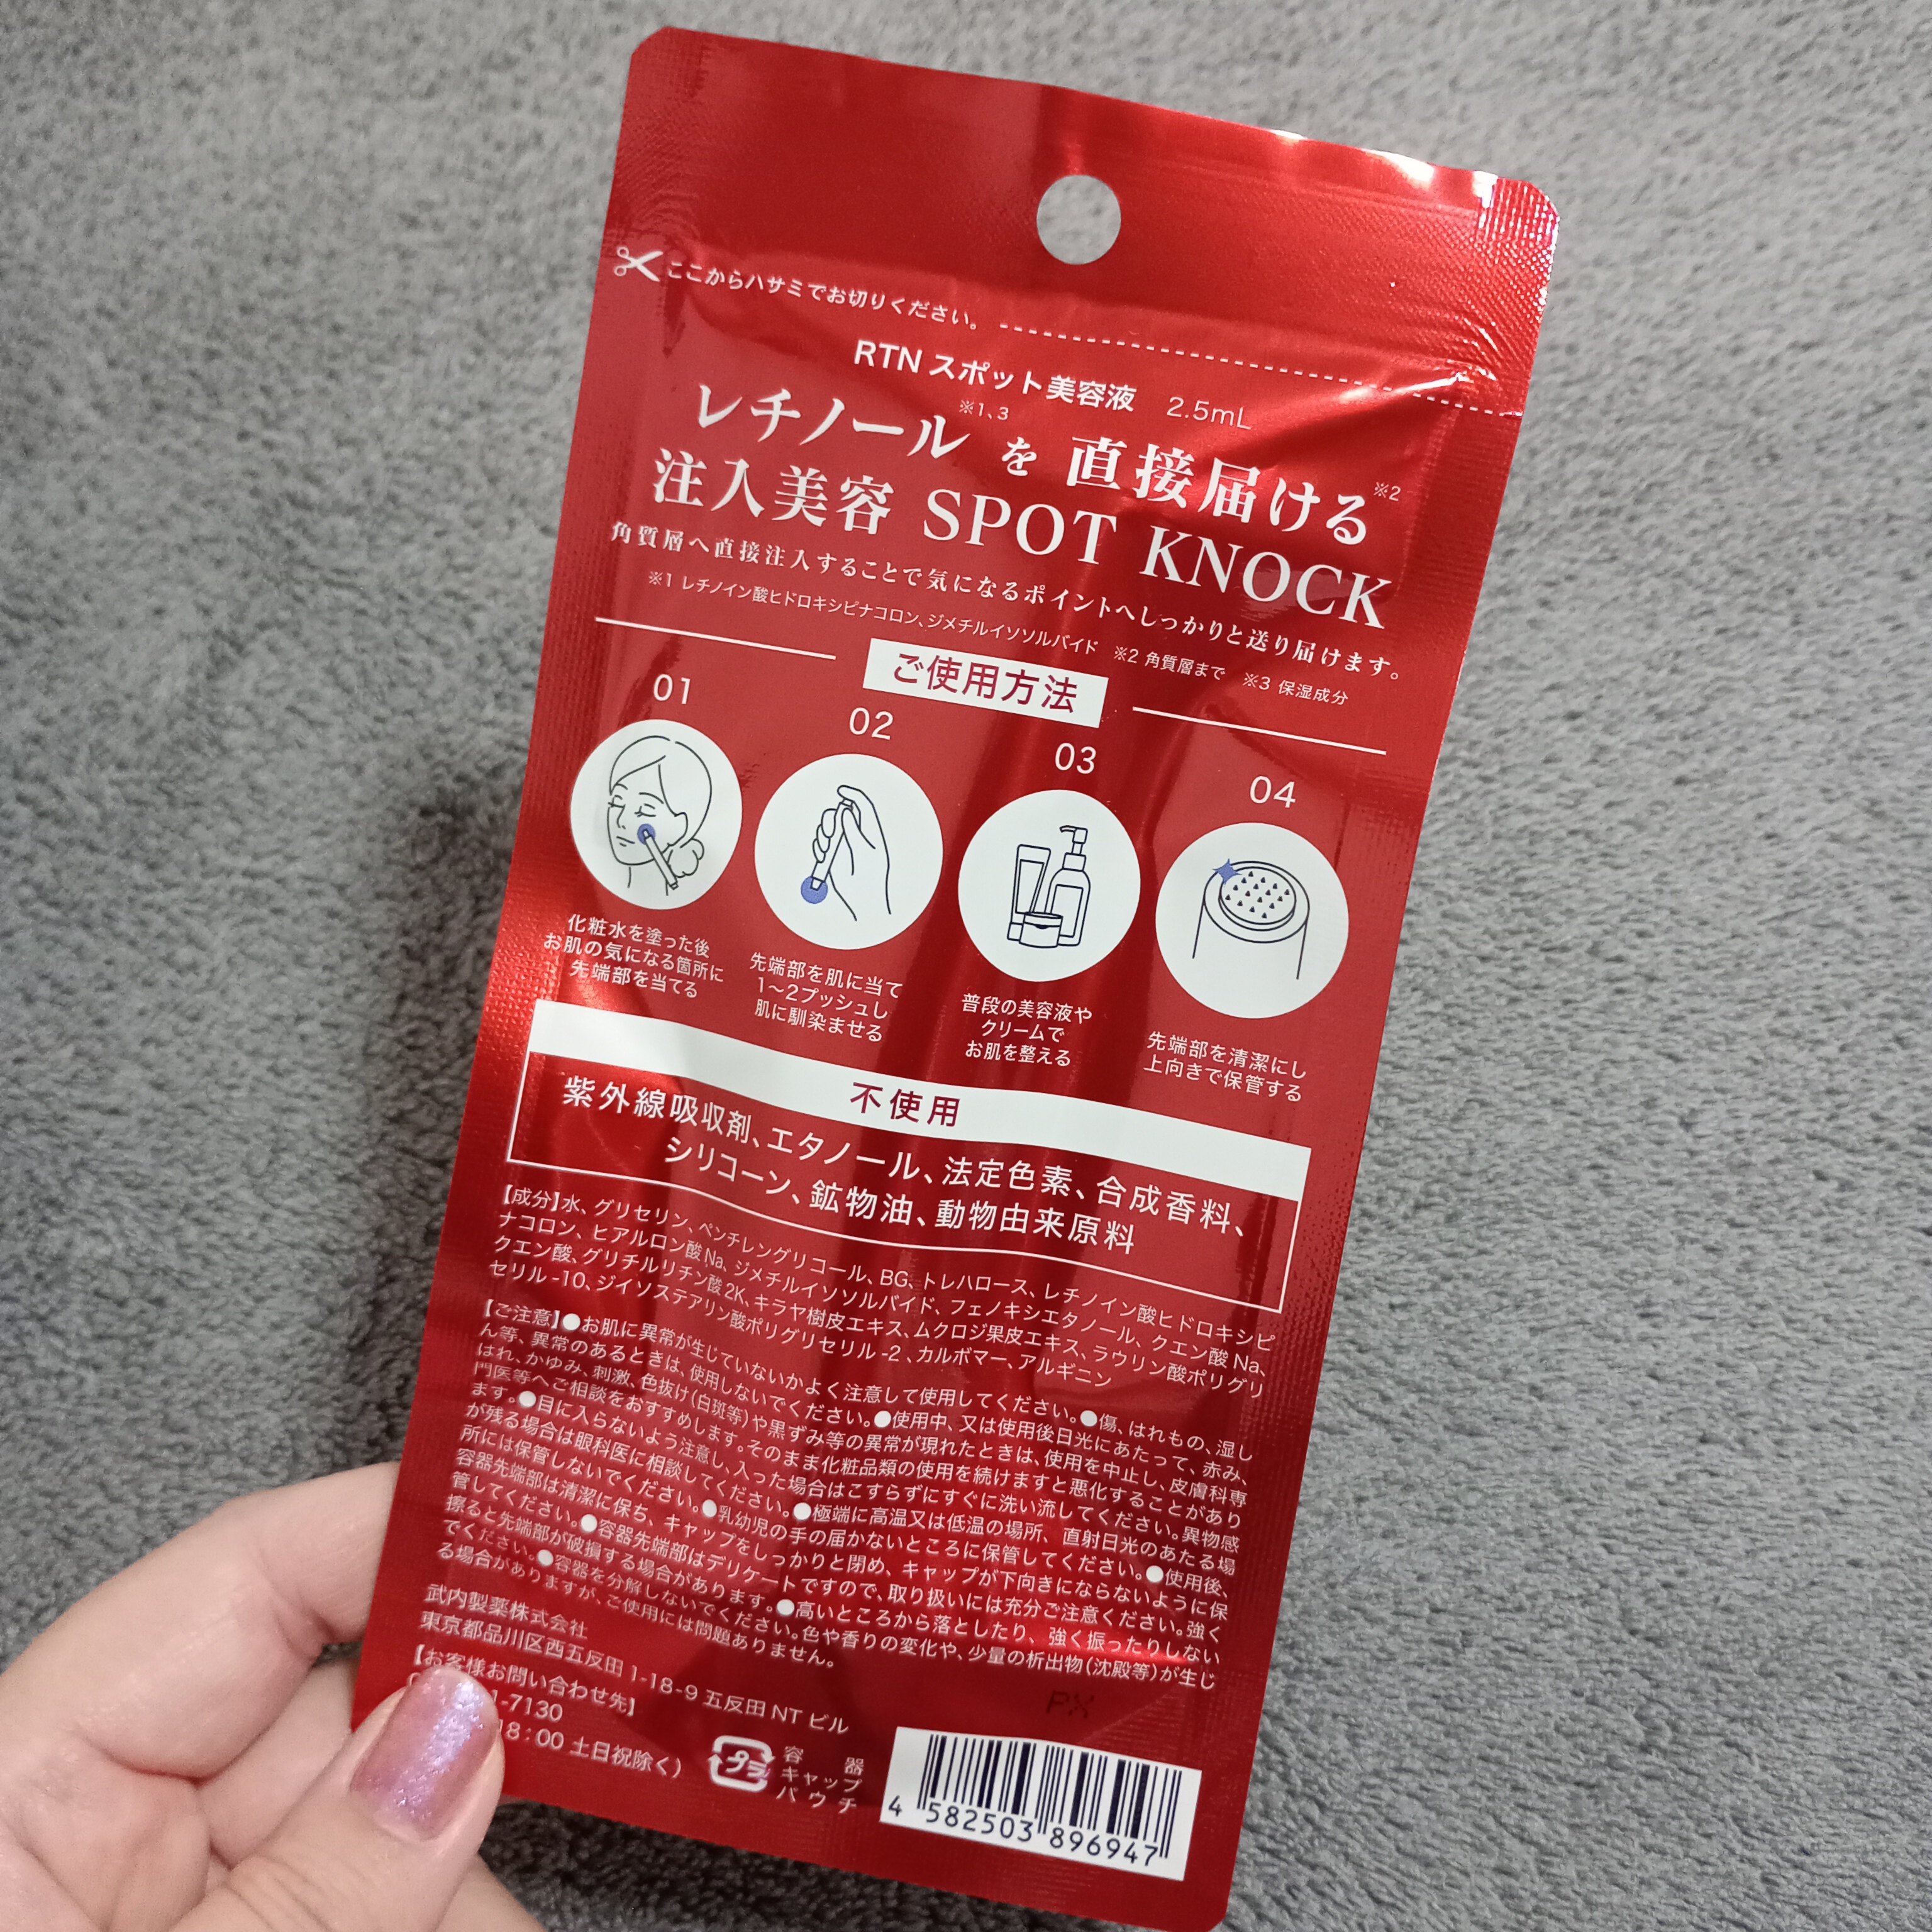 ここからハサミでお切りください。
RTN スポット美容液 2.5mL
レチノール※1、3 を 直接届ける※2
注入美容 SPOT KNOCK
角質層へ直接注入することで気になるポイントへしっかりと送り届けます。
※1 レチノイン酸ヒドロキシピナコロン、ジメチルイソソルバイド ※2 角質層まで ※3 保湿成分
ご使用方法
01
化粧水を塗った後
お肌の気になる箇所に
先端部を当てる
02
先端部を肌に当て
1〜2プッシュし
肌に馴染ませる
03
普段の美容液や
クリームで
お肌を整える
04
先端部を清潔にし
上向きで保管する
不使用
紫外線吸収剤、エタノール、法定色素、合成香料、
シリコーン、鉱物油、動物由来原料
【成分】水、グリセリン、ペンチレングリコール、BG、トレハロース、レチノイン酸ヒドロキシピ
ナコロン、ヒアルロン酸Na、ジメチルイソソルバイド、フェノキシエタノール、クエン酸Na、
クエン酸、グリチルリチン酸2K、キラヤ樹皮エキス、ムクロジ果皮エキス、ラウリン酸ポリグリ
セリル-10、ジイソステアリン酸ポリグリセリル-2、カルボマー、アルギニン
【ご注意】●お肌に異常が生じていないかよく注意して使用してください。●傷、はれもの、湿し
ん等、異常のあるときは、使用しないでください。●使用中、又は使用後日光にあたって、赤み、
はれ、かゆみ、刺激、色抜け(白斑等)や黒ずみ等の異常が現れたときは、使用を中止し、皮膚科専
門医等へご相談をおすすめします。そのまま化粧品類の使用を続けますと悪化することがあり
ます。●目に入らないよう注意し、入った場合はこすらずにすぐに洗い流してください。異物感
が残る場合は眼科医に相談してください。●極端に高温又は低温の場所、直射日光のあたる場
所には保管しないでください。●乳幼児の手の届かないところに保管してください。●使用後、
容器先端部は清潔に保ち、キャップをしっかりと閉め、キャップが下向きにならないように保
管してください。●容器先端部はデリケートですので、取り扱いには充分ご注意ください。強く
擦ると先端部が破損する場合があります。●高いところから落としたり、強く振ったりしない
でください。●容器を分解しないでください。色や香りの変化や、少量の析出物(沈殿等)が生じ
る場合がありますが、ご使用には問題ありません。
武内製薬株式会社
東京都品川区西五反田 1-18-9 五反田 NT ビル
【お客様お問い合わせ先】
1-7130
18:00 土日祝除く)
プラ
容器
キャップ
パウチ
PX
4 582503 896947